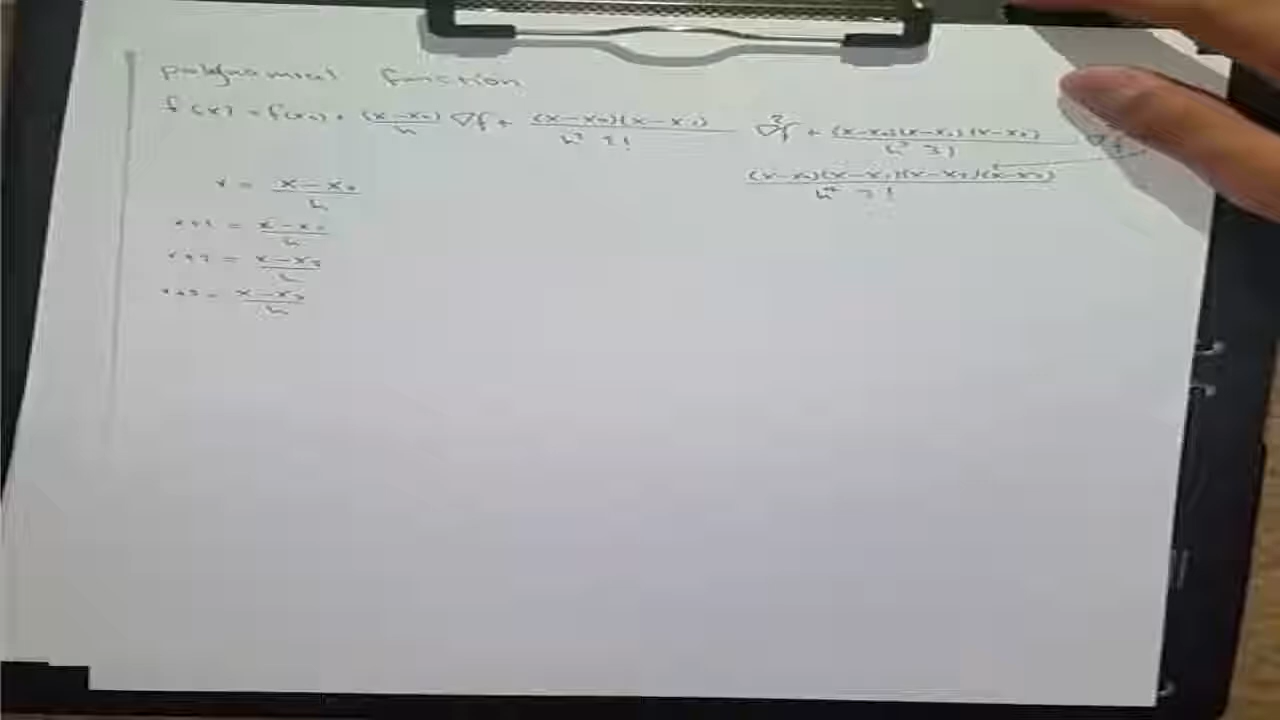 polynomial function
f(x) = f(x₀) + (x-x₀)/h ∇f + (x-x₀)(x-x₁)/h² 2! ∇²f + (x-x₀)(x-x₁)(x-x₂)/h³ 3!
(x-x₀)(x-x₁)(x-x₂)(x-x₃)/h⁴
r = x-x₀/h
r+1 = x-x₁/h
r+2 = x-x₂/h
r+3 = x-x₃/h